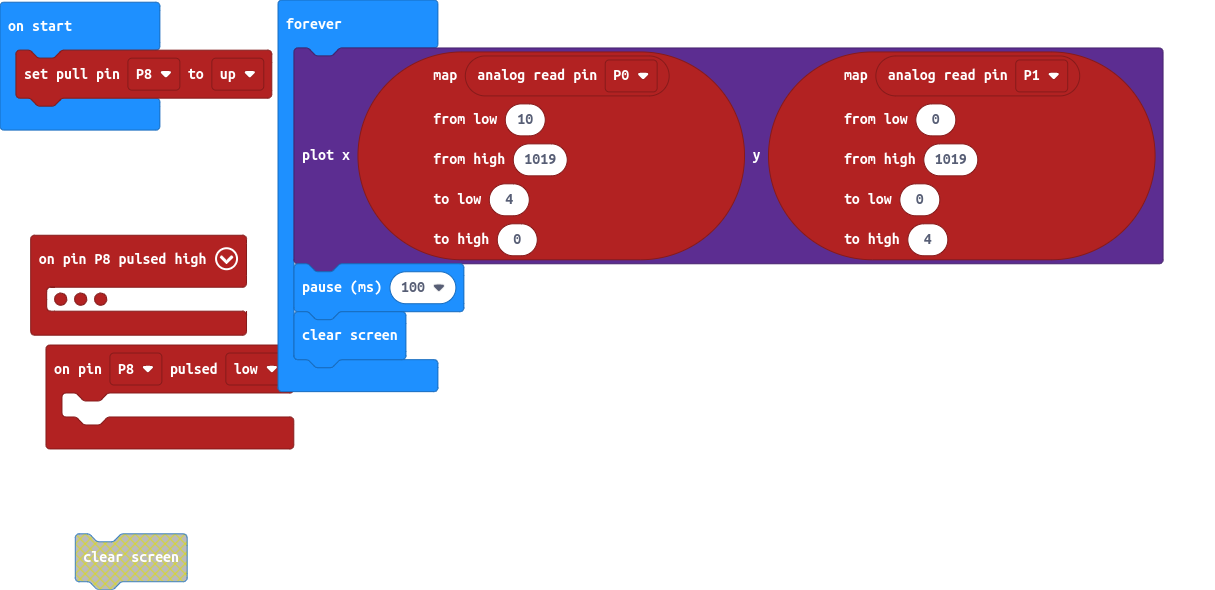 on start
set pull pin P8 to up
forever
plot x
map analog read pin P0
from low 10
from high 1019
to low 4
to high 0
y
map analog read pin P1
from low 0
from high 1019
to low 0
to high 4
pause (ms) 100
clear screen
on pin P8 pulsed high
on pin P8 pulsed low
clear screen